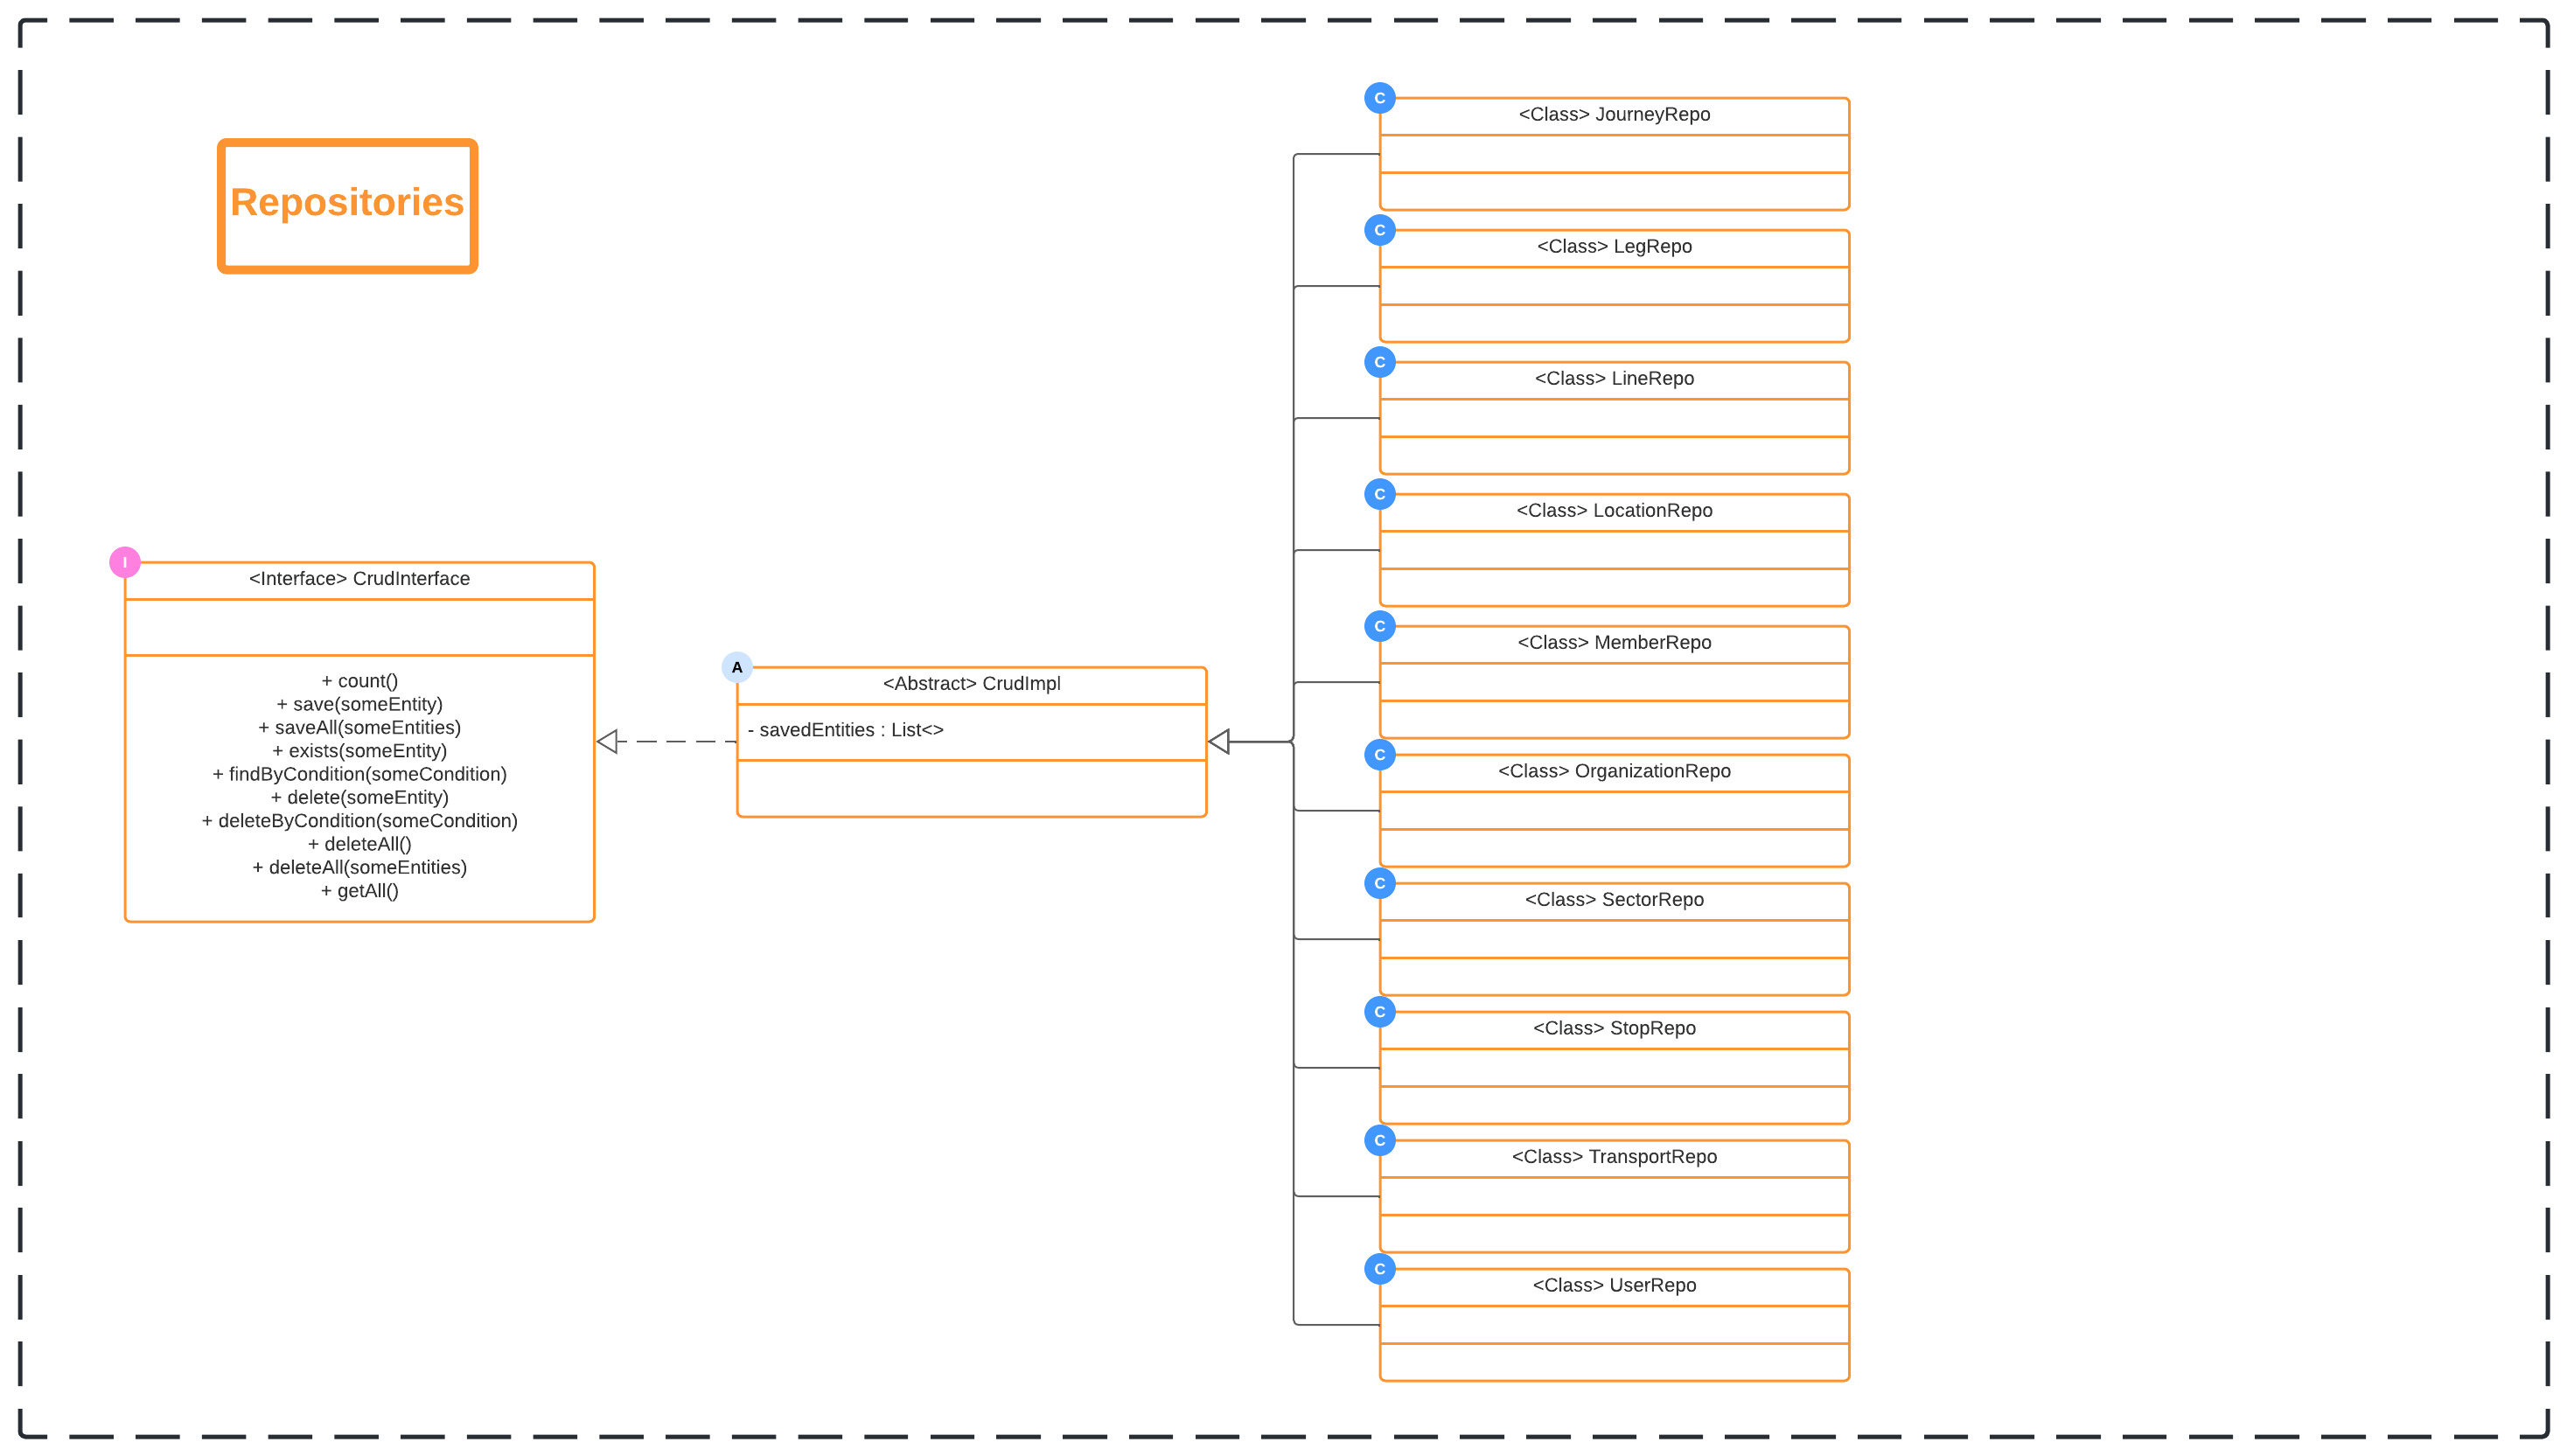 Repositories
I
<Interface> CrudInterface
+ count()
+ save(someEntity)
+ saveAll(someEntities)
+ exists(someEntity)
+ findByCondition(someCondition)
+ delete(someEntity)
+ deleteByCondition(someCondition)
+ deleteAll()
+ deleteAll(someEntities)
+ getAll()
A
<Abstract> CrudImpl
- savedEntities : List<>
C
<Class> JourneyRepo
C
<Class> LegRepo
C
<Class> LineRepo
C
<Class> LocationRepo
C
<Class> MemberRepo
C
<Class> OrganizationRepo
C
<Class> SectorRepo
C
<Class> StopRepo
C
<Class> TransportRepo
C
<Class> UserRepo